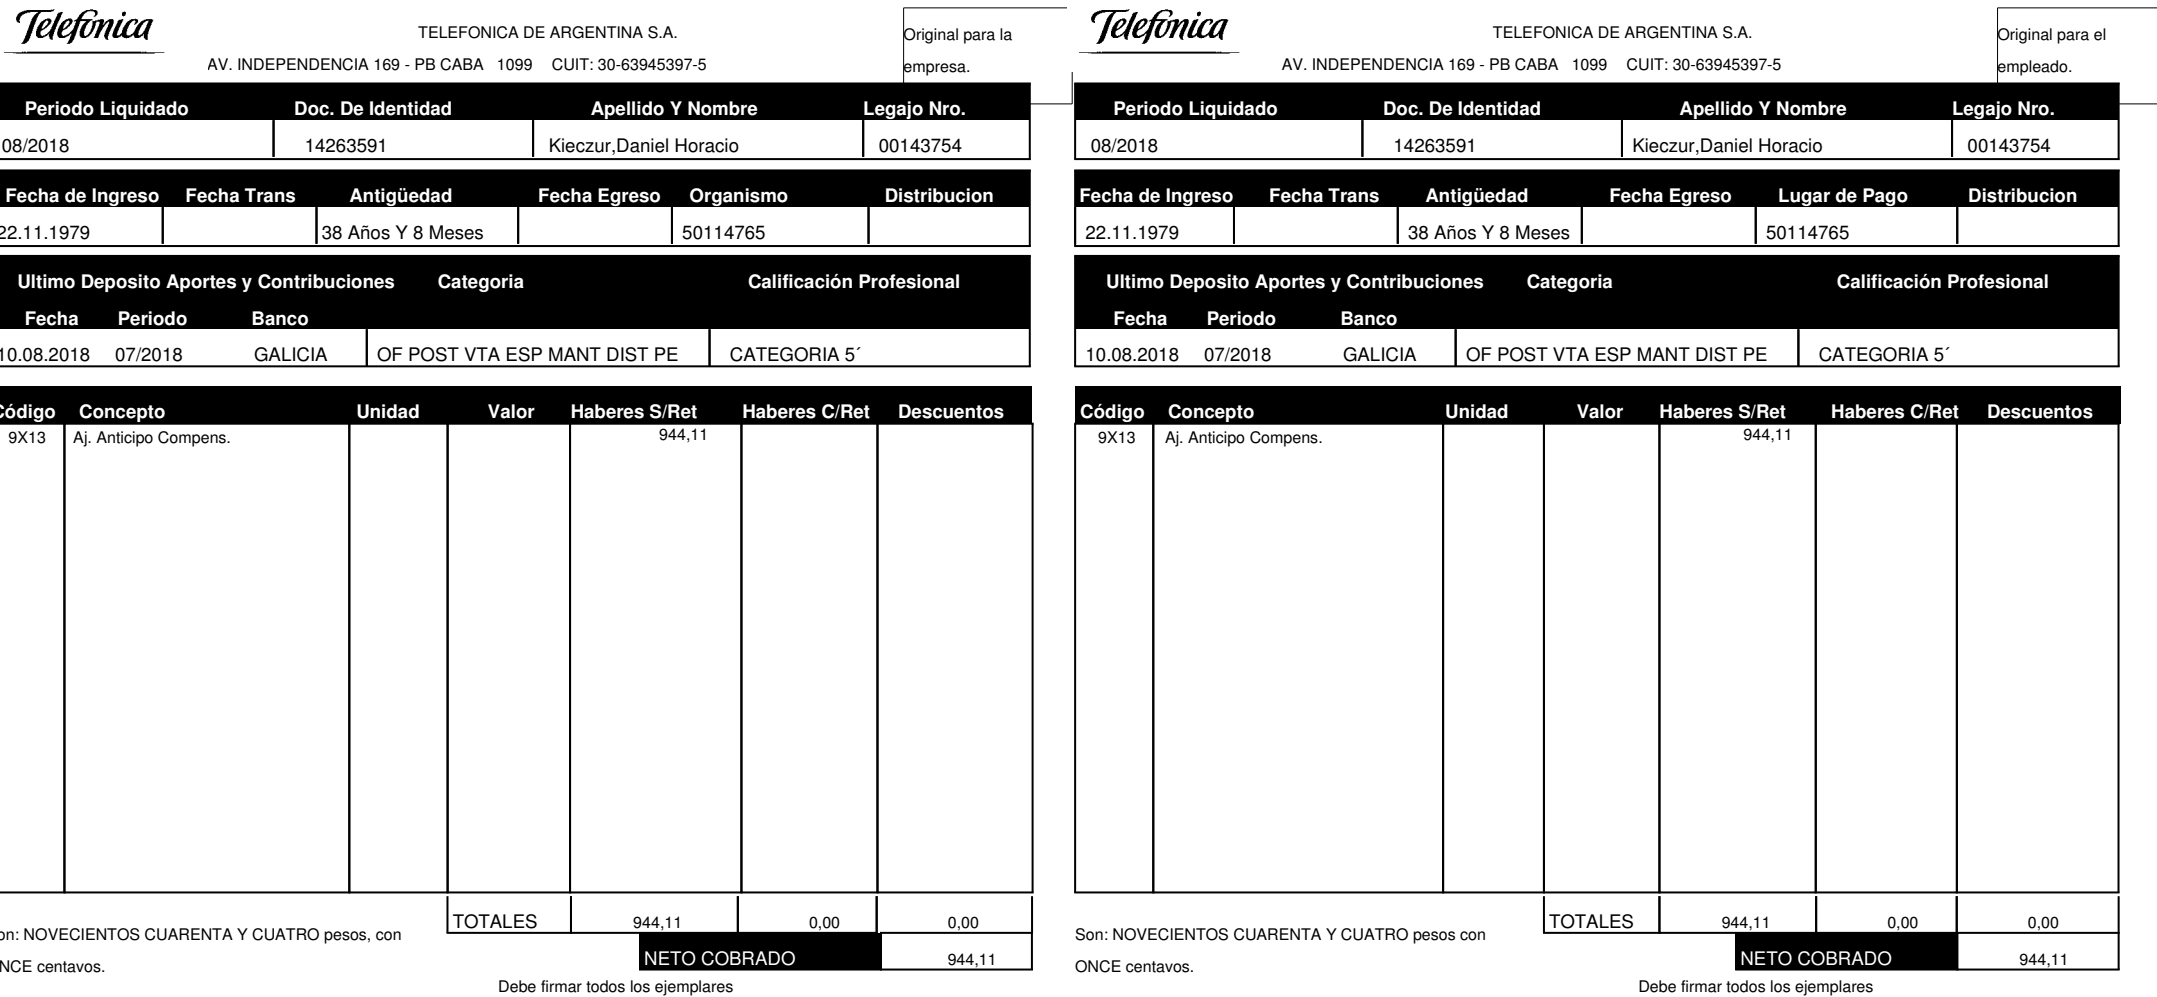 Telefónica
TELEFONICA DE ARGENTINA S.A.
AV. INDEPENDENCIA 169 - PB CABA 1099 CUIT: 30-63945397-5
Original para la
empresa.
Periodo Liquidado Doc. De Identidad Apellido Y Nombre Legajo Nro.
08/2018 14263591 Kieczur,Daniel Horacio 00143754
Fecha de Ingreso Fecha Trans Antigüedad Fecha Egreso Organismo Distribucion
22.11.1979 38 Años Y 8 Meses 50114765
Ultimo Deposito Aportes y Contribuciones Categoria Calificación Profesional
Fecha Periodo Banco
10.08.2018 07/2018 GALICIA OF POST VTA ESP MANT DIST PE CATEGORIA 5´
Código Concepto Unidad Valor Haberes S/Ret Haberes C/Ret Descuentos
9X13 Aj. Anticipo Compens. 944,11
TOTALES 944,11 0,00 0,00
on: NOVECIENTOS CUARENTA Y CUATRO pesos, con
NCE centavos.
NETO COBRADO 944,11
Debe firmar todos los ejemplares
Telefónica
TELEFONICA DE ARGENTINA S.A.
AV. INDEPENDENCIA 169 - PB CABA 1099 CUIT: 30-63945397-5
Original para el
empleado.
Periodo Liquidado Doc. De Identidad Apellido Y Nombre Legajo Nro.
08/2018 14263591 Kieczur,Daniel Horacio 00143754
Fecha de Ingreso Fecha Trans Antigüedad Fecha Egreso Lugar de Pago Distribucion
22.11.1979 38 Años Y 8 Meses 50114765
Ultimo Deposito Aportes y Contribuciones Categoria Calificación Profesional
Fecha Periodo Banco
10.08.2018 07/2018 GALICIA OF POST VTA ESP MANT DIST PE CATEGORIA 5´
Código Concepto Unidad Valor Haberes S/Ret Haberes C/Ret Descuentos
9X13 Aj. Anticipo Compens. 944,11
TOTALES 944,11 0,00 0,00
Son: NOVECIENTOS CUARENTA Y CUATRO pesos con
ONCE centavos.
NETO COBRADO 944,11
Debe firmar todos los ejemplares